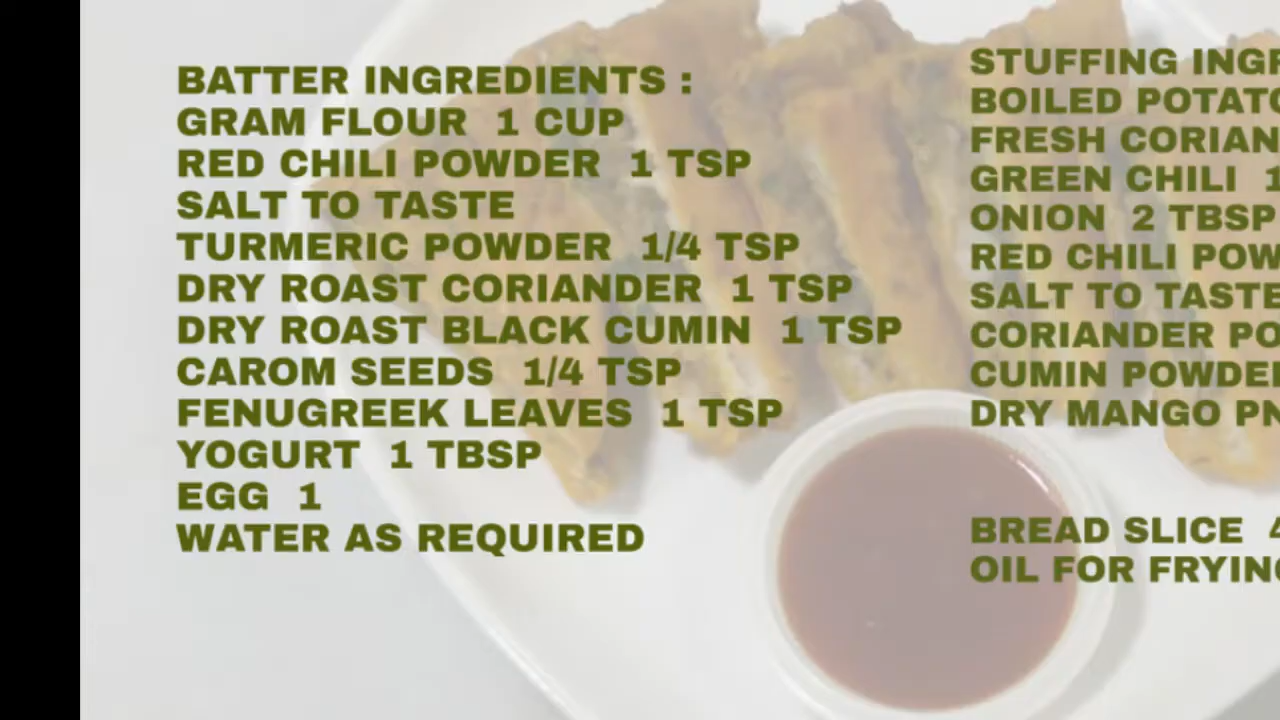 BATTER INGREDIENTS :
GRAM FLOUR 1 CUP
RED CHILI POWDER 1 TSP
SALT TO TASTE
TURMERIC POWDER 1/4 TSP
DRY ROAST CORIANDER 1 TSP
DRY ROAST BLACK CUMIN 1 TSP
CAROM SEEDS 1/4 TSP
FENUGREEK LEAVES 1 TSP
YOGURT 1 TBSP
EGG 1
WATER AS REQUIRED
STUFFING
BOILED
FRESH
GREEN CHILI
ONION 2 TBSP
RED CHILI
SALT TO TASTE
CORIANDER
CUMIN
DRY MANGO
BREAD SLICE
OIL FOR